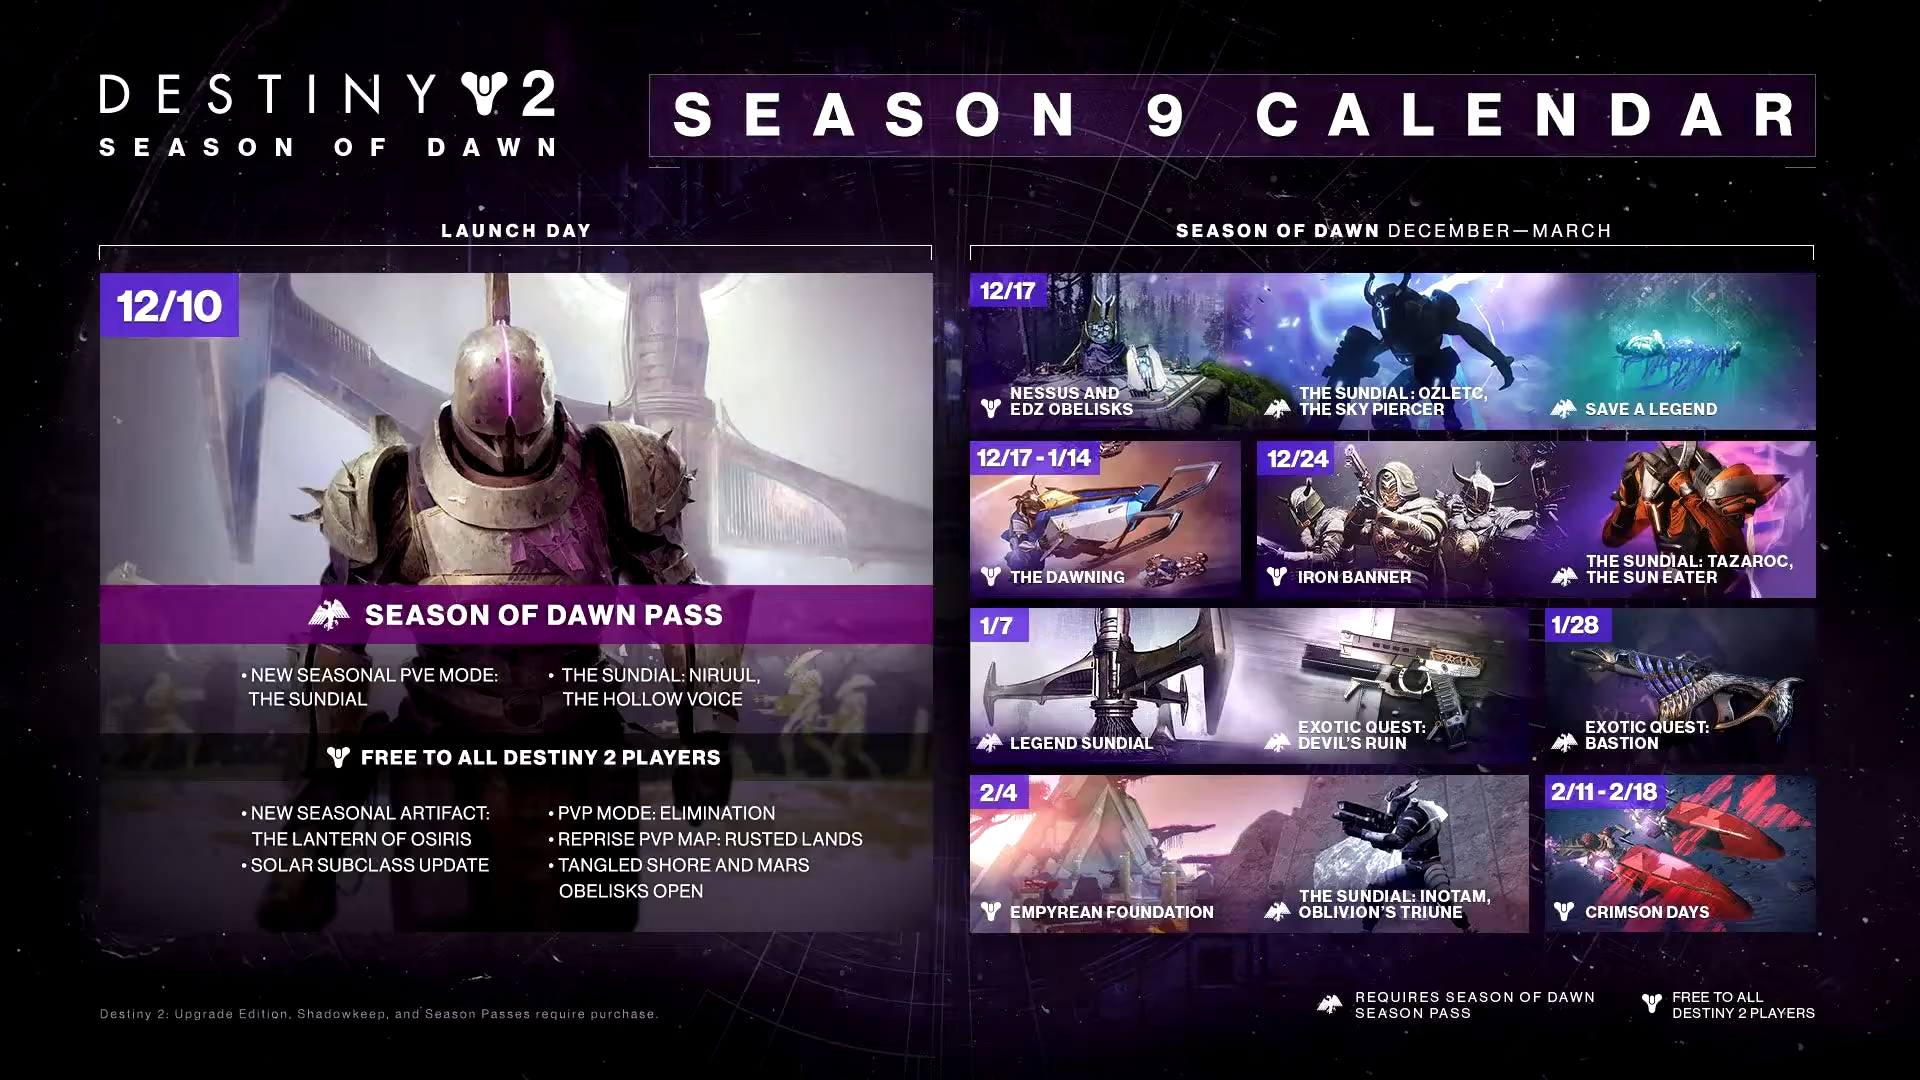 DESTINY 2
SEASON OF DAWN
SEASON 9 CALENDAR
LAUNCH DAY
12/10
SEASON OF DAWN PASS
• NEW SEASONAL PVE MODE:
THE SUNDIAL
• THE SUNDIAL: NIRUUL,
THE HOLLOW VOICE
FREE TO ALL DESTINY 2 PLAYERS
• NEW SEASONAL ARTIFACT:
THE LANTERN OF OSIRIS
• SOLAR SUBCLASS UPDATE
• PVP MODE: ELIMINATION
• REPRISE PVP MAP: RUSTED LANDS
• TANGLED SHORE AND MARS
OBELISKS OPEN
SEASON OF DAWN DECEMBER—MARCH
12/17
NESSUS AND
EDZ OBELISKS
THE SUNDIAL: OZLETC,
THE SKY PIERCER
SAVE A LEGEND
12/17 - 1/14
THE DAWNING
12/24
IRON BANNER
THE SUNDIAL: TAZAROC,
THE SUN EATER
1/7
LEGEND SUNDIAL
EXOTIC QUEST:
DEVIL'S RUIN
1/28
EXOTIC QUEST:
BASTION
2/4
EMPYREAN FOUNDATION
THE SUNDIAL: INOTAM,
OBLIVION'S TRIUNE
2/11 - 2/18
CRIMSON DAYS
Destiny 2: Upgrade Edition, Shadowkeep, and Season Passes require purchase.
REQUIRES SEASON OF DAWN
SEASON PASS
FREE TO ALL
DESTINY 2 PLAYERS